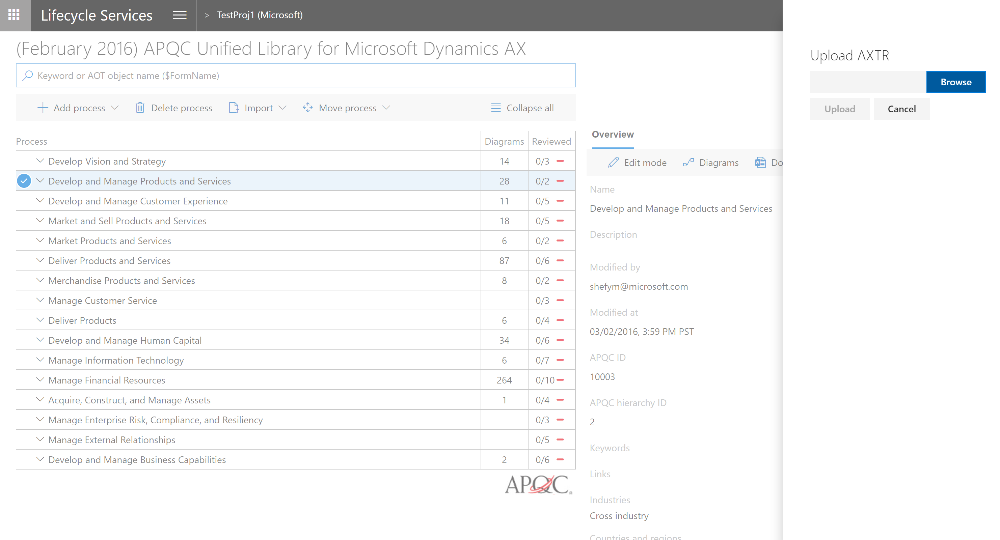 Lifecycle Services
> TestProj1 (Microsoft)
(February 2016) APQC Unified Library for Microsoft Dynamics AX
Keyword or AOT object name ($FormName)
Add process
Delete process
Import
Move process
Collapse all
Process Diagrams Reviewed
Develop Vision and Strategy 14 0/3
Develop and Manage Products and Services 28 0/2
Develop and Manage Customer Experience 11 0/5
Market and Sell Products and Services 18 0/5
Market Products and Services 6 0/2
Deliver Products and Services 87 0/6
Merchandise Products and Services 8 0/2
Manage Customer Service 0/3
Deliver Products 6 0/4
Develop and Manage Human Capital 34 0/6
Manage Information Technology 6 0/7
Manage Financial Resources 264 0/10
Acquire, Construct, and Manage Assets 1 0/4
Manage Enterprise Risk, Compliance, and Resiliency 0/3
Manage External Relationships 0/5
Develop and Manage Business Capabilities 2 0/6
APQC
Overview
Edit mode
Diagrams
Do
Name
Develop and Manage Products and Services
Description
Modified by
shefym@microsoft.com
Modified at
03/02/2016, 3:59 PM PST
APQC ID
10003
APQC hierarchy ID
2
Keywords
Links
Industries
Cross industry
Countries and regions
Upload AXTR
Browse
Upload
Cancel